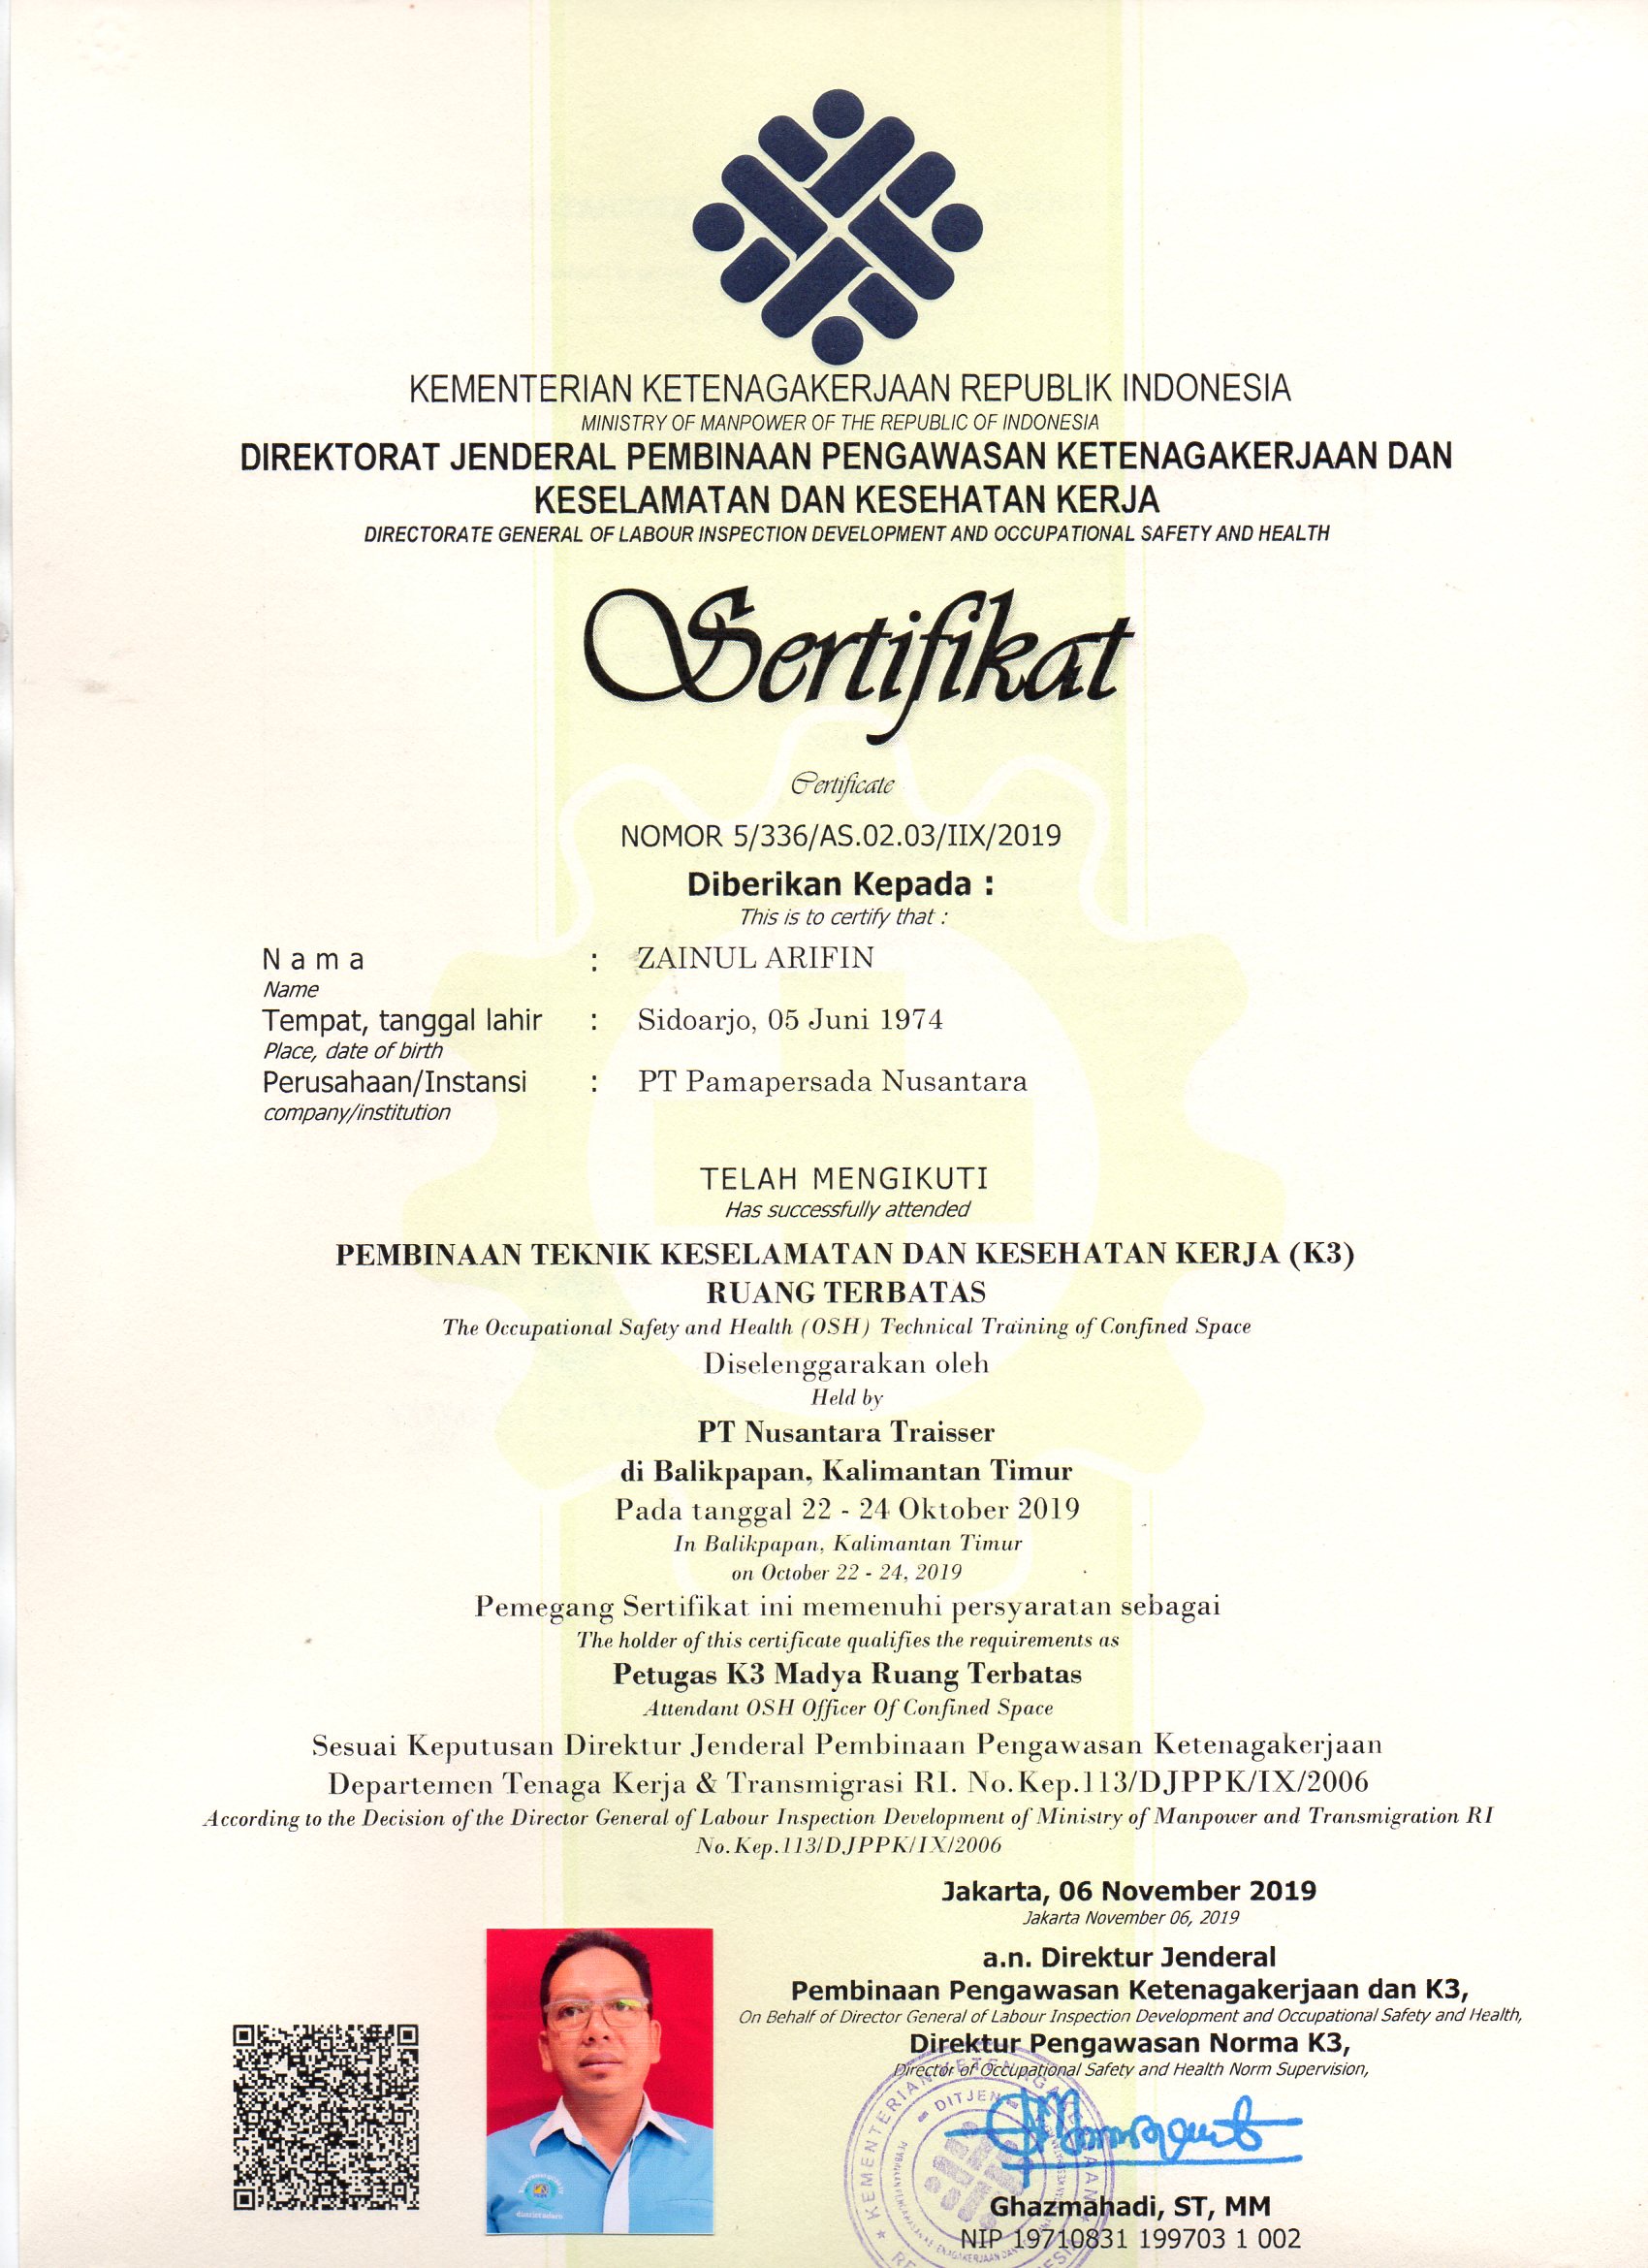 KEMENTERIAN KETENAGAKERJAAN REPUBLIK INDONESIA
MINISTRY OF MANPOWER OF THE REPUBLIC OF INDONESIA
DIREKTORAT JENDERAL PEMBINAAN PENGAWASAN KETENAGAKERJAAN DAN
KESELAMATAN DAN KESEHATAN KERJA
DIRECTORATE GENERAL OF LABOUR INSPECTION DEVELOPMENT AND OCCUPATIONAL SAFETY AND HEALTH
Sertifikat
Certificate
NOMOR 5/336/AS.02.03/IIX/2019
Diberikan Kepada :
This is to certify that :
N a m a : ZAINUL ARIFIN
Name
Tempat, tanggal lahir : Sidoarjo, 05 Juni 1974
Place, date of birth
Perusahaan/Instansi : PT Pamapersada Nusantara
company/institution
TELAH MENGIKUTI
Has successfully attended
PEMBINAAN TEKNIK KESELAMATAN DAN KESEHATAN KERJA (K3)
RUANG TERBATAS
The Occupational Safety and Health (OSH) Technical Training of Confined Space
Diselenggarakan oleh
Held by
PT Nusantara Traisser
di Balikpapan, Kalimantan Timur
Pada tanggal 22 - 24 Oktober 2019
In Balikpapan, Kalimantan Timur
on October 22 - 24, 2019
Pemegang Sertifikat ini memenuhi persyaratan sebagai
The holder of this certificate qualifies the requirements as
Petugas K3 Madya Ruang Terbatas
Attendant OSH Officer Of Confined Space
Sesuai Keputusan Direktur Jenderal Pembinaan Pengawasan Ketenagakerjaan
Departemen Tenaga Kerja & Transmigrasi RI. No.Kep.113/DJPPK/IX/2006
According to the Decision of the Director General of Labour Inspection Development of Ministry of Manpower and Transmigration RI
No.Kep.113/DJPPK/IX/2006
Jakarta, 06 November 2019
Jakarta November 06, 2019
a.n. Direktur Jenderal
Pembinaan Pengawasan Ketenagakerjaan dan K3,
On Behalf of Director General of Labour Inspection Development and Occupational Safety and Health,
Direktur Pengawasan Norma K3,
Director of Occupational Safety and Health Norm Supervision,
KEMENTERIAN KETENAGAKERJAAN
DITJEN
Ghazmahadi, ST, MM
NIP 19710831 199703 1 002